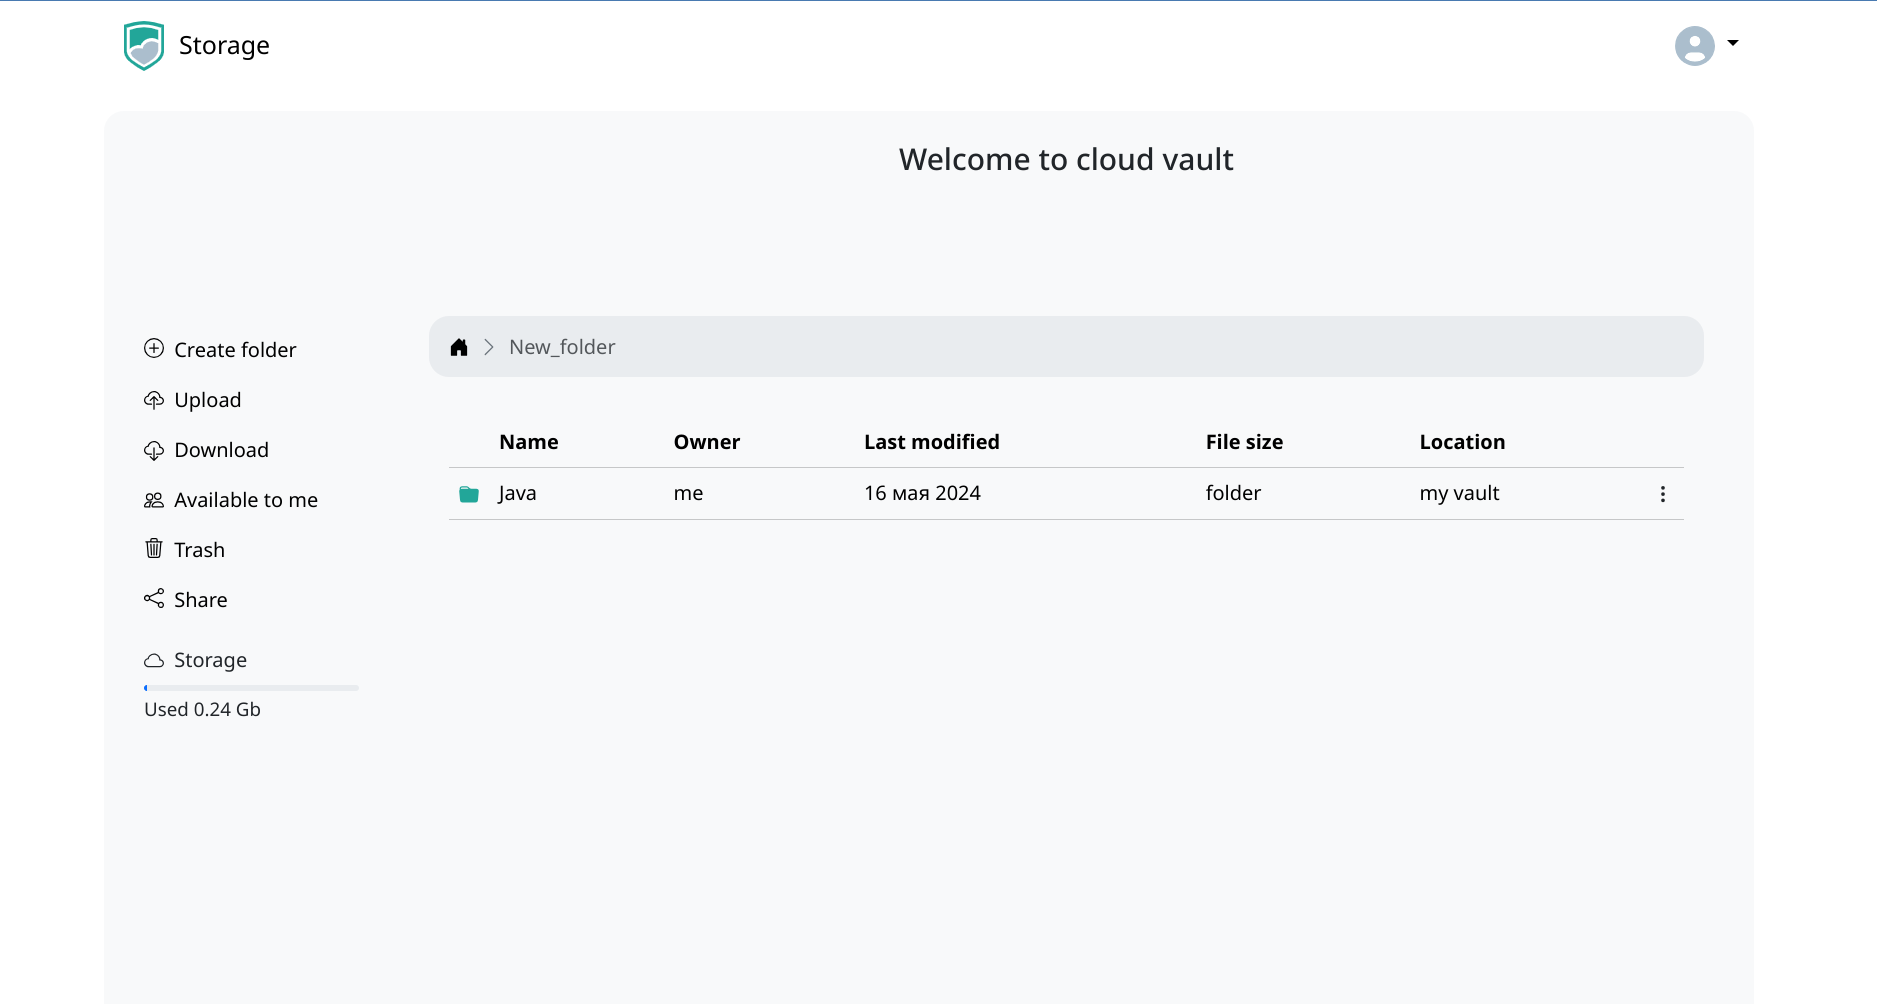 Storage
Welcome to cloud vault
Create folder
Upload
Download
Available to me
Trash
Share
Storage
Used 0.24 Gb
New_folder
Name Owner Last modified File size Location
Java me 16 мая 2024 folder my vault